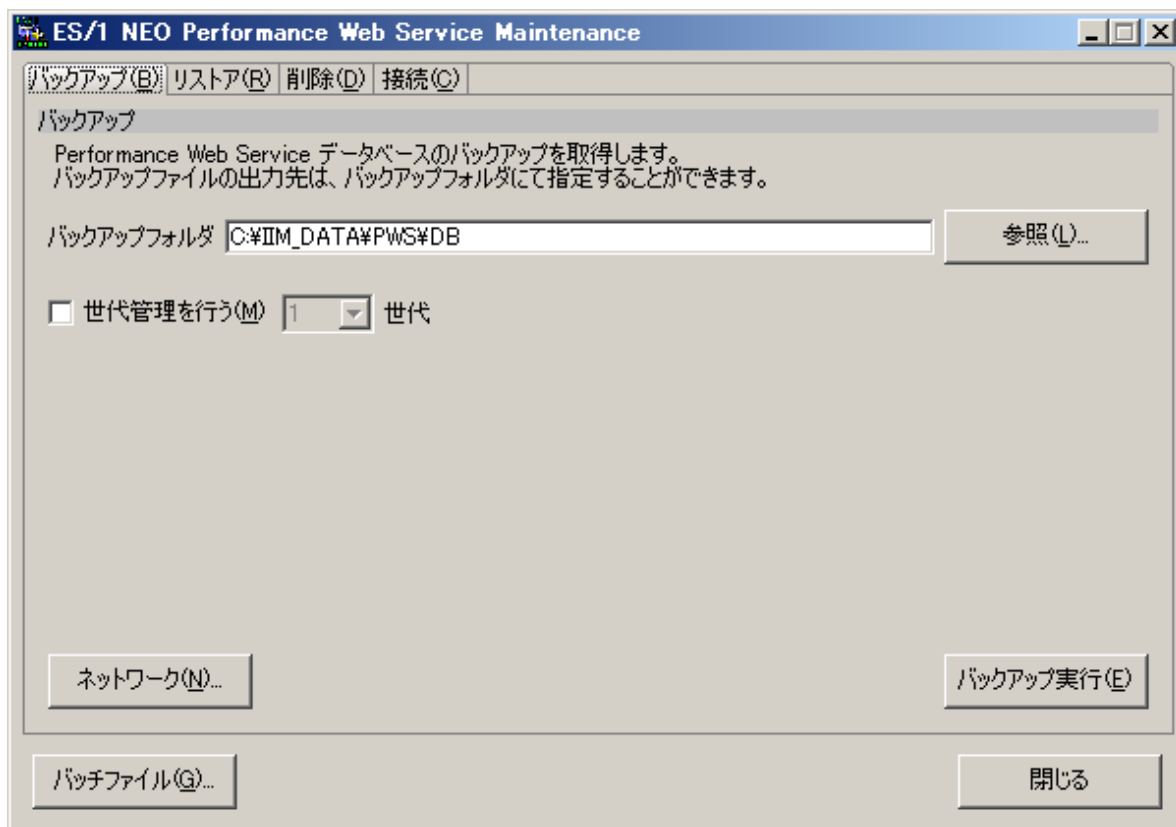 ES/1 NEO Performance Web Service Maintenance
バックアップ(B) リストア(R) 削除(D) 接続(C)
バックアップ
Performance Web Service データベースのバックアップを取得します。
バックアップファイルの出力先は、バックアップフォルダにて指定することができます。
バックアップフォルダ C:¥IIM_DATA¥PWS¥DB 参照(L)...
世代管理を行う(M) 1 世代
ネットワーク(N)... バックアップ実行(E)
バッチファイル(G)... 閉じる